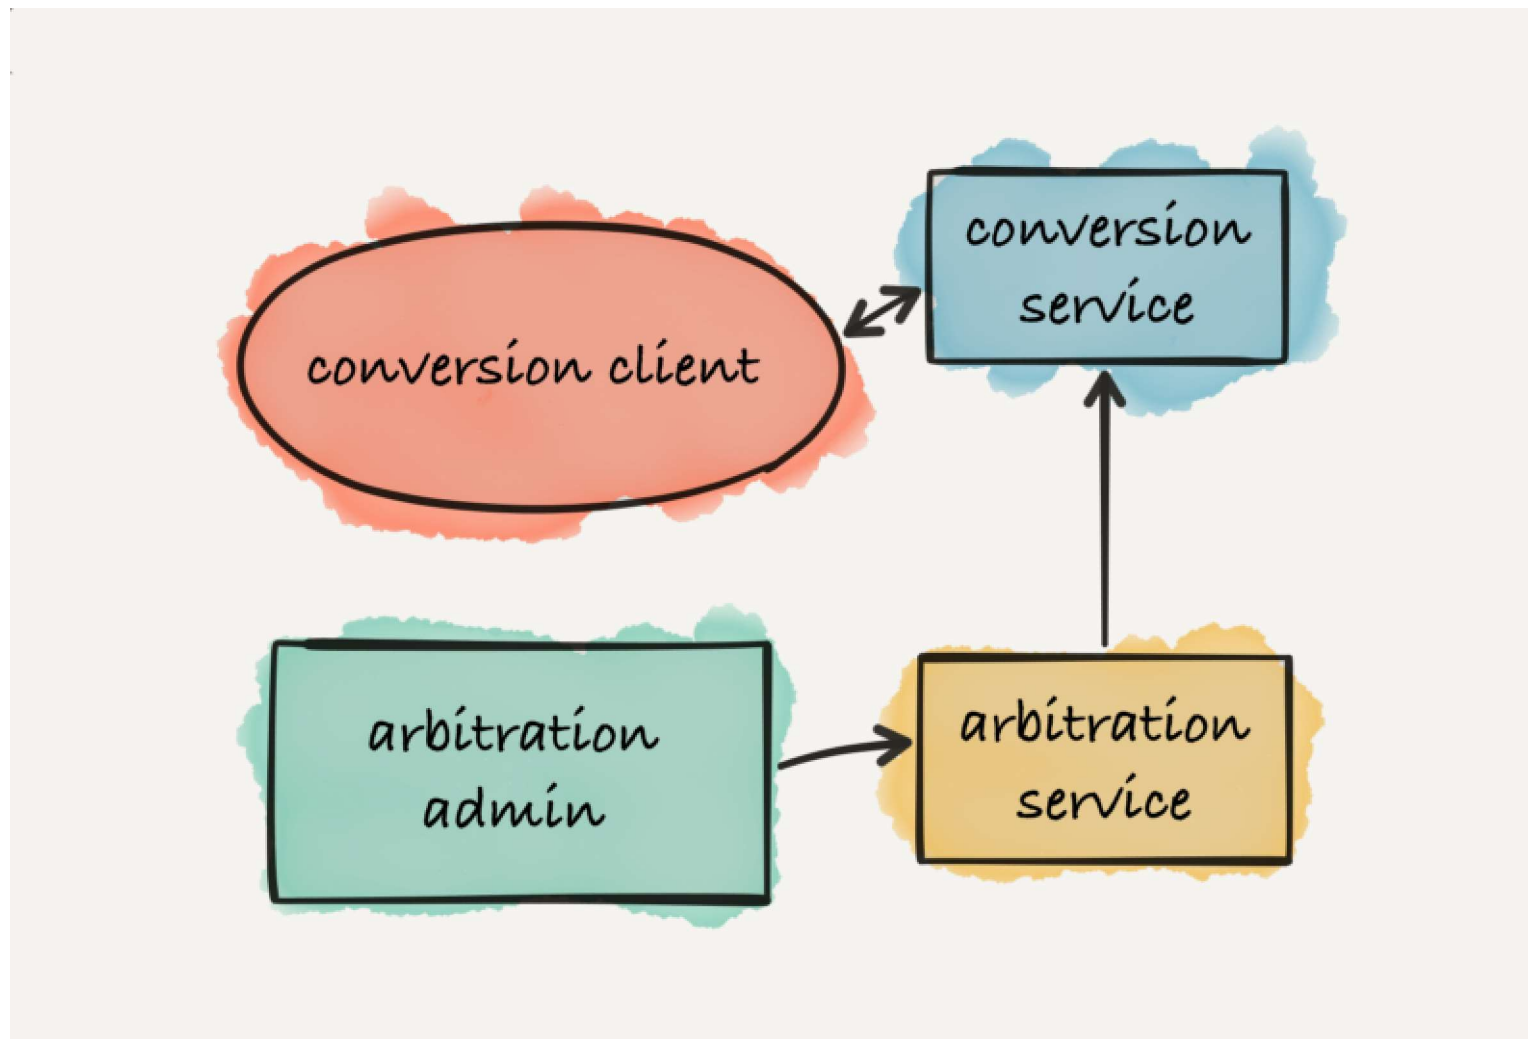 conversion client
conversion
service
arbitration
admin
arbitration
service